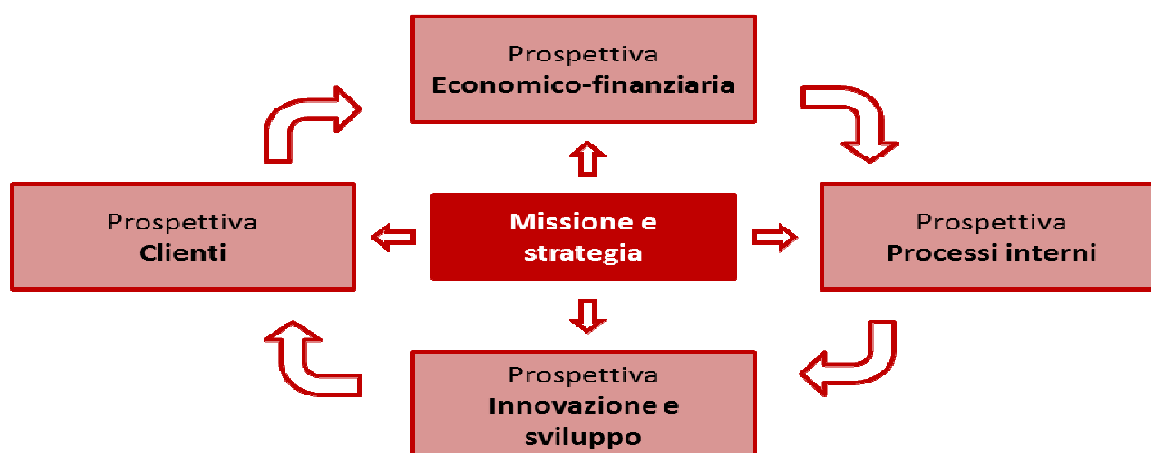 Prospettiva
Economico-finanziaria
Prospettiva
Clienti
Missione e
strategia
Prospettiva
Processi interni
Prospettiva
Innovazione e
sviluppo